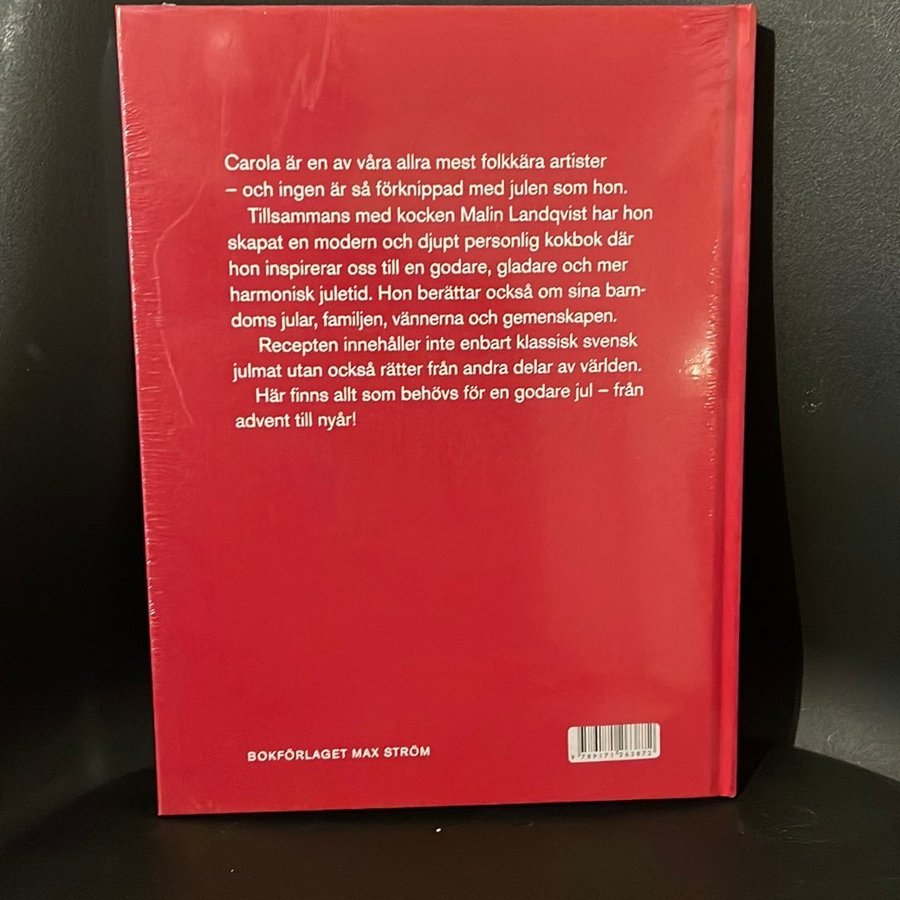 Carola är en av våra allra mest folkkära artister
– och ingen är så förknippad med julen som hon.
Tillsammans med kocken Malin Landqvist har hon
skapat en modern och djupt personlig kokbok där
hon inspirerar oss till en godare, gladare och mer
harmonisk juletid. Hon berättar också om sina barn-
doms jular, familjen, vännerna och gemenskapen.
Recepten innehåller inte enbart klassisk svensk
julmat utan också rätter från andra delar av världen.
Här finns allt som behövs för en godare jul – från
advent till nyår!
BOKFÖRLAGET MAX STRÖM
9 789171 263872